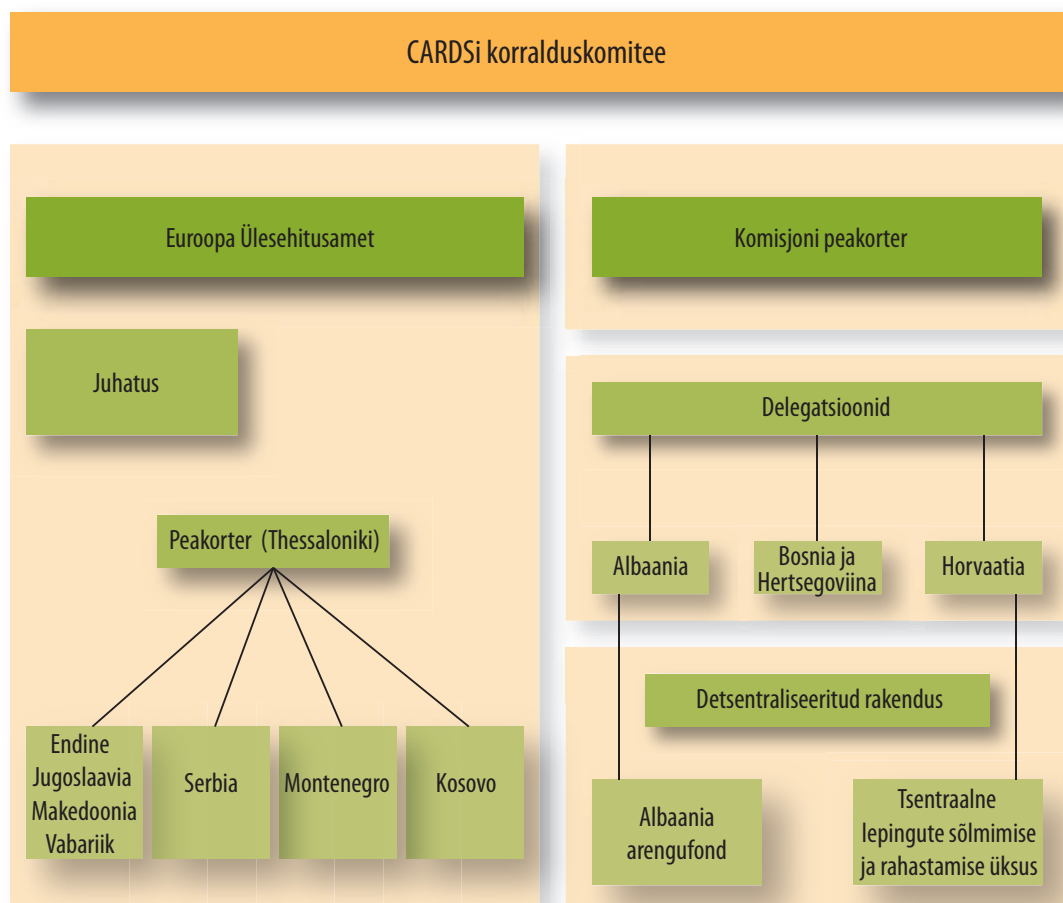 CARDSi korralduskomitee
Euroopa Ülesehitusamet
Juhatus
Peakorter (Thessaloniki)
Endine
Jugoslaavia
Makedoonia
Vabariik
Serbia
Montenegro
Kosovo
Komisjoni peakorter
Delegatsioonid
Albaania
Bosnia ja
Hertsegoviina
Horvaatia
Detsentraliseeritud rakendus
Albaania
arengufond
Tsentraalne
lepingute sõlmimise
ja rahastamise üksus